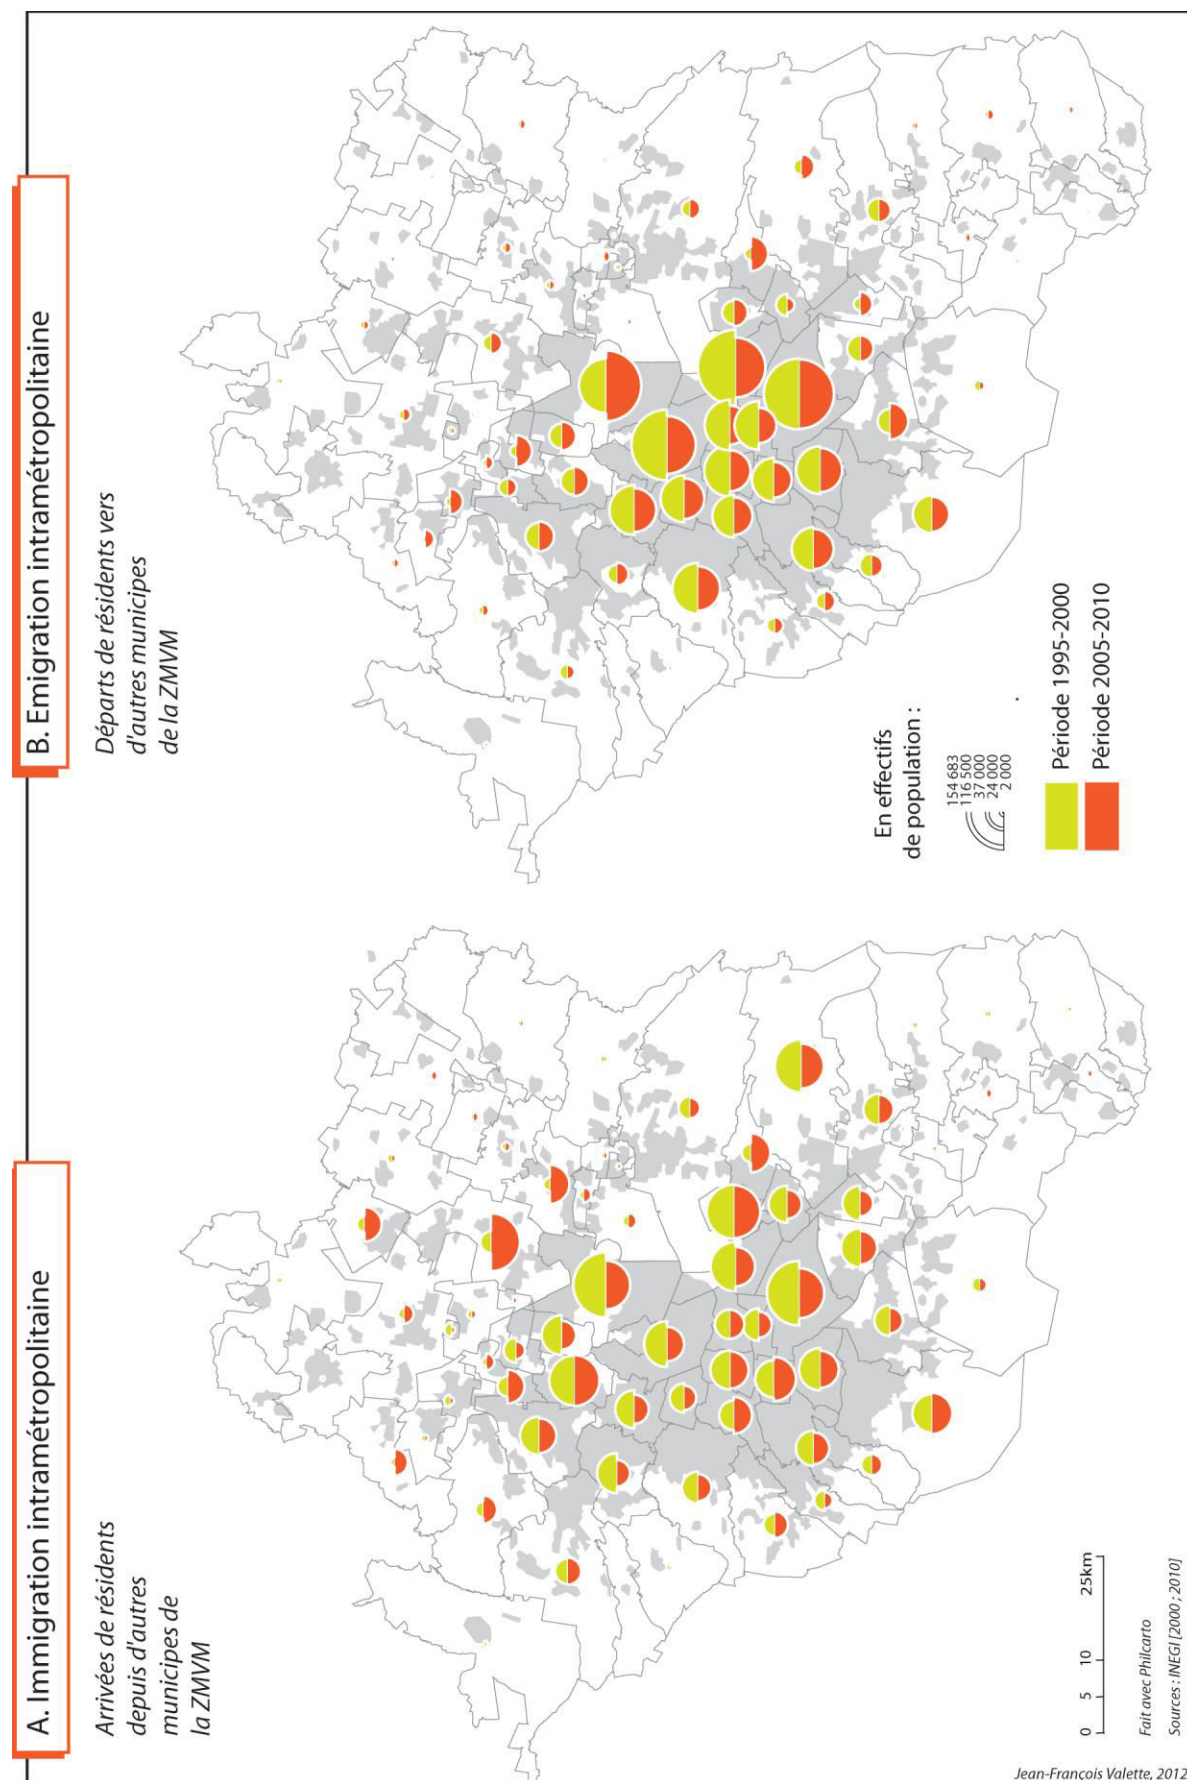 A. Immigration intramétropolitaine
Arrivées de résidents
depuis d'autres
municipes de
la ZMVM
B. Emigration intramétropolitaine
Départs de résidents vers
d'autres municipes
de la ZMVM
En effectifs
de population :
154 683
116 500
37 000
24 000
2 000
Période 1995-2000
Période 2005-2010
0 5 10 25km
Fait avec Philcarto
Sources : INEGI [2000 ; 2010]
Jean-François Valette, 2012